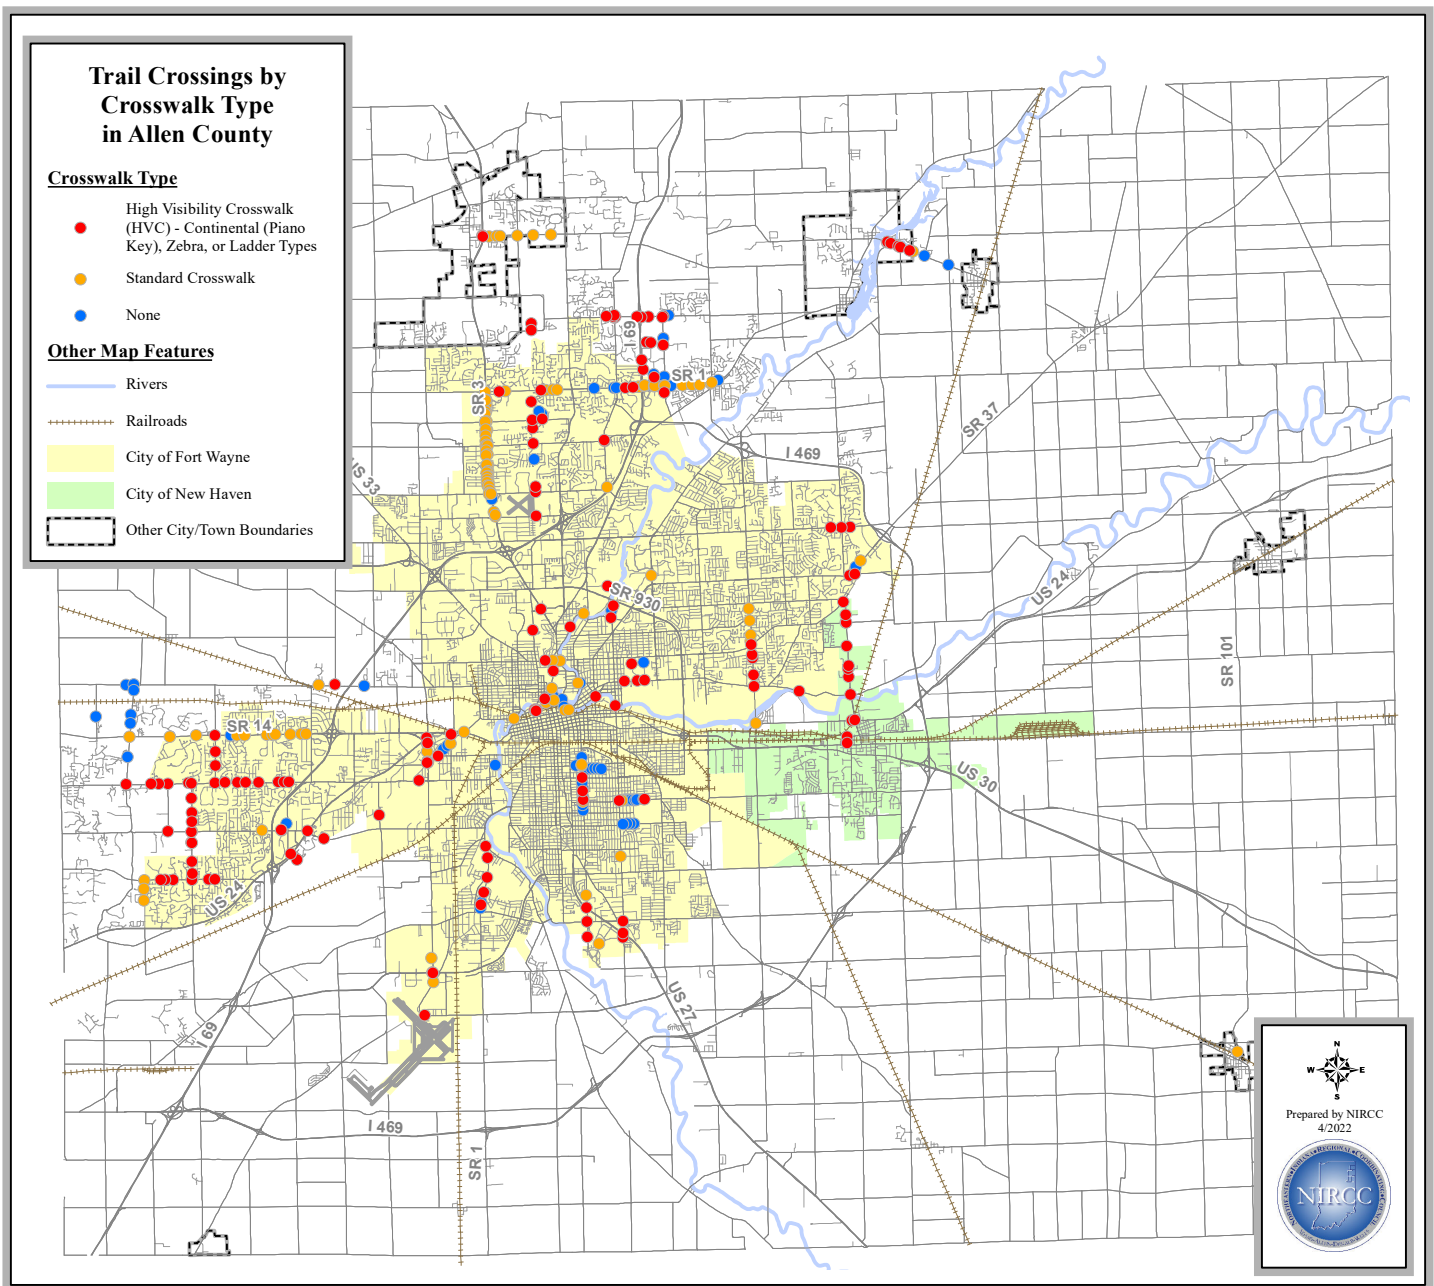 Trail Crossings by
Crosswalk Type
in Allen County
Crosswalk Type
High Visibility Crosswalk
(HVC) - Continental (Piano
Key), Zebra, or Ladder Types
Standard Crosswalk
None
Other Map Features
Rivers
Railroads
City of Fort Wayne
City of New Haven
Other City/Town Boundaries
I 69
SR 1
SR 3
SR 37
I 469
US 33
SR 930
US 24
SR 101
SR 14
US 30
US 24
US 27
I 69
I 469
SR 1
N
W E
S
Prepared by NIRCC
4/2022
NIRCC